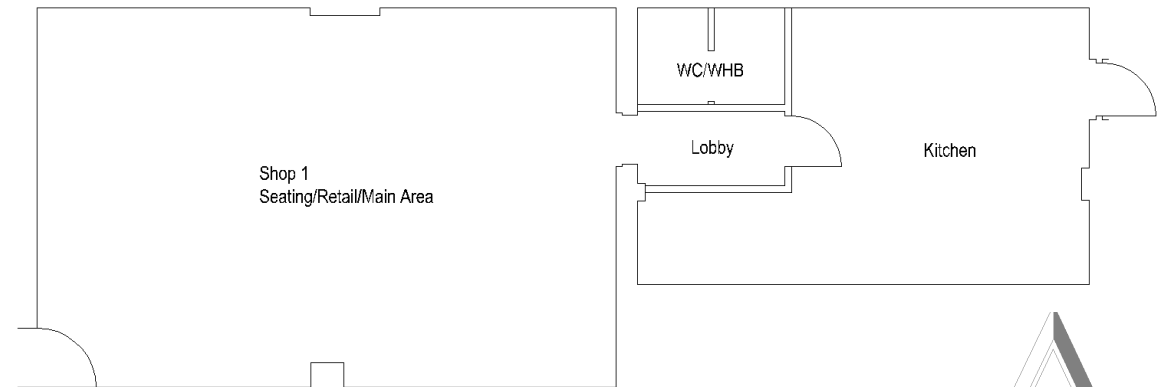 WC/WHB
Lobby
Kitchen
Shop 1
Seating/Retail/Main Area